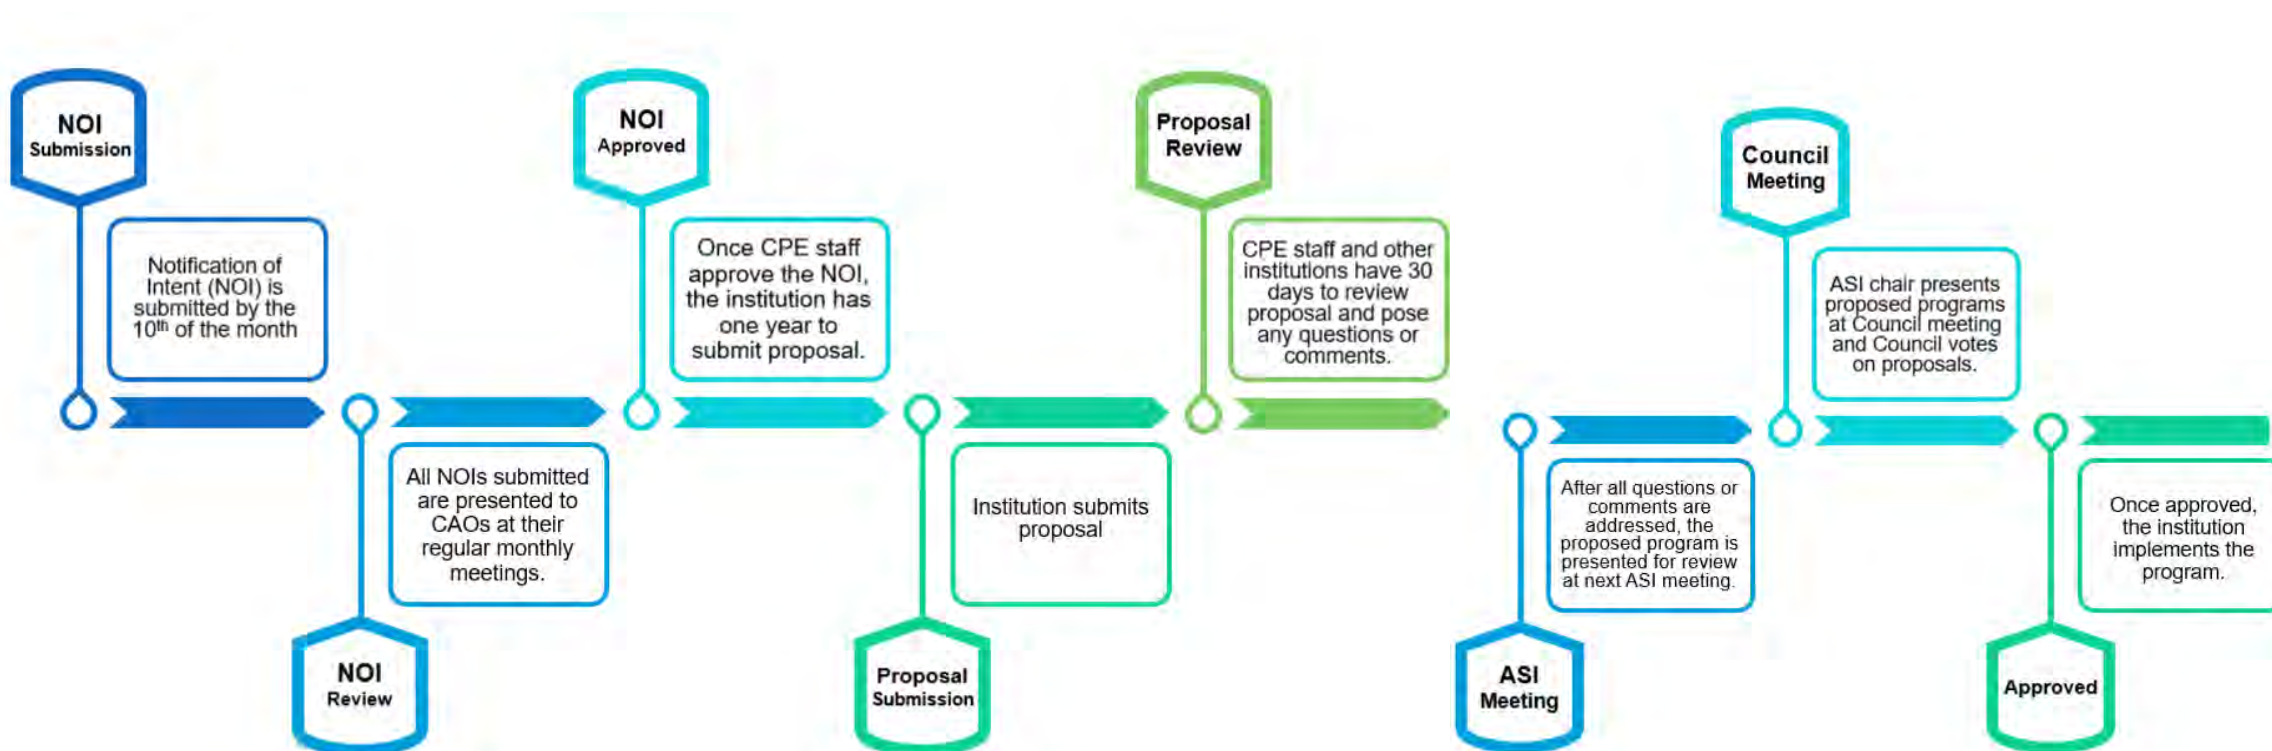 NOI
Submission
Notification of
Intent (NOI) is
submitted by the
10th of the month
NOI
Review
All NOIs submitted
are presented to
CAOs at their
regular monthly
meetings.
NOI
Approved
Once CPE staff
approve the NOI,
the institution has
one year to
submit proposal.
Proposal
Submission
Institution submits
proposal
Proposal
Review
CPE staff and other
institutions have 30
days to review
proposal and pose
any questions or
comments.
ASI
Meeting
After all questions or
comments are
addressed, the
proposed program is
presented for review
at next ASI meeting.
Council
Meeting
ASI chair presents
proposed programs
at Council meeting
and Council votes
on proposals.
Approved
Once approved,
the institution
implements the
program.